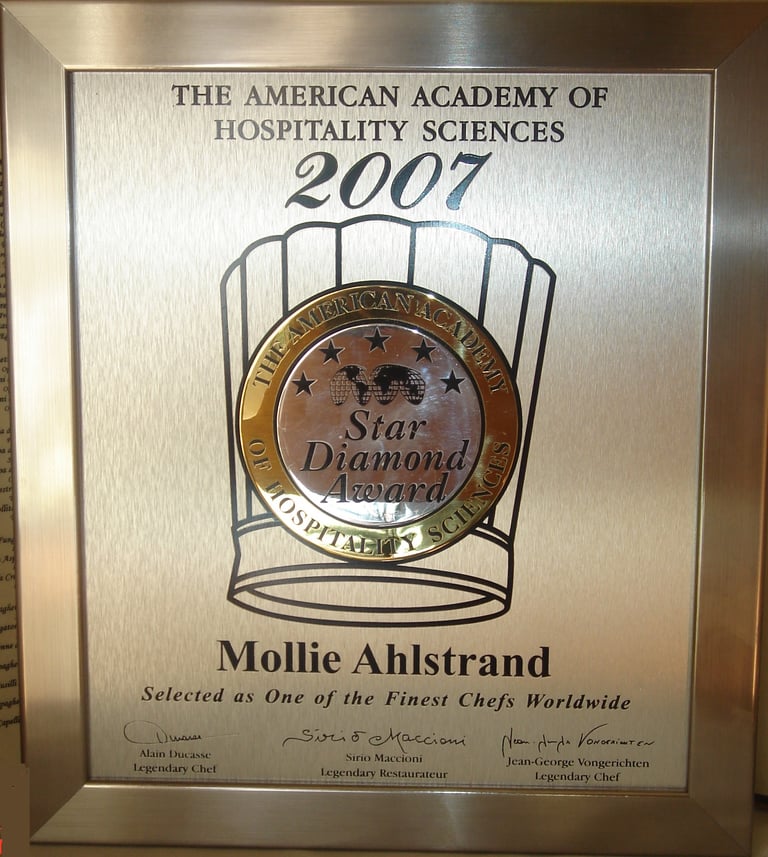 THE AMERICAN ACADEMY OF
HOSPITALITY SCIENCES
2007
THE AMERICAN ACADEMY
OF HOSPITALITY SCIENCES
Star
Diamond
Award
Mollie Ahlstrand
Selected as One of the Finest Chefs Worldwide
Sirio Maccioni
Alain Ducasse
Legendary Chef
Sirio Maccioni
Legendary Restaurateur
Jean-George Vongerichten
Legendary Chef